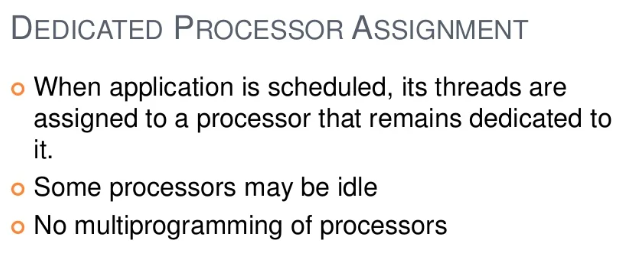 DEDICATED PROCESSOR ASSIGNMENT
When application is scheduled, its threads are
assigned to a processor that remains dedicated to
it.
Some processors may be idle
No multiprogramming of processors